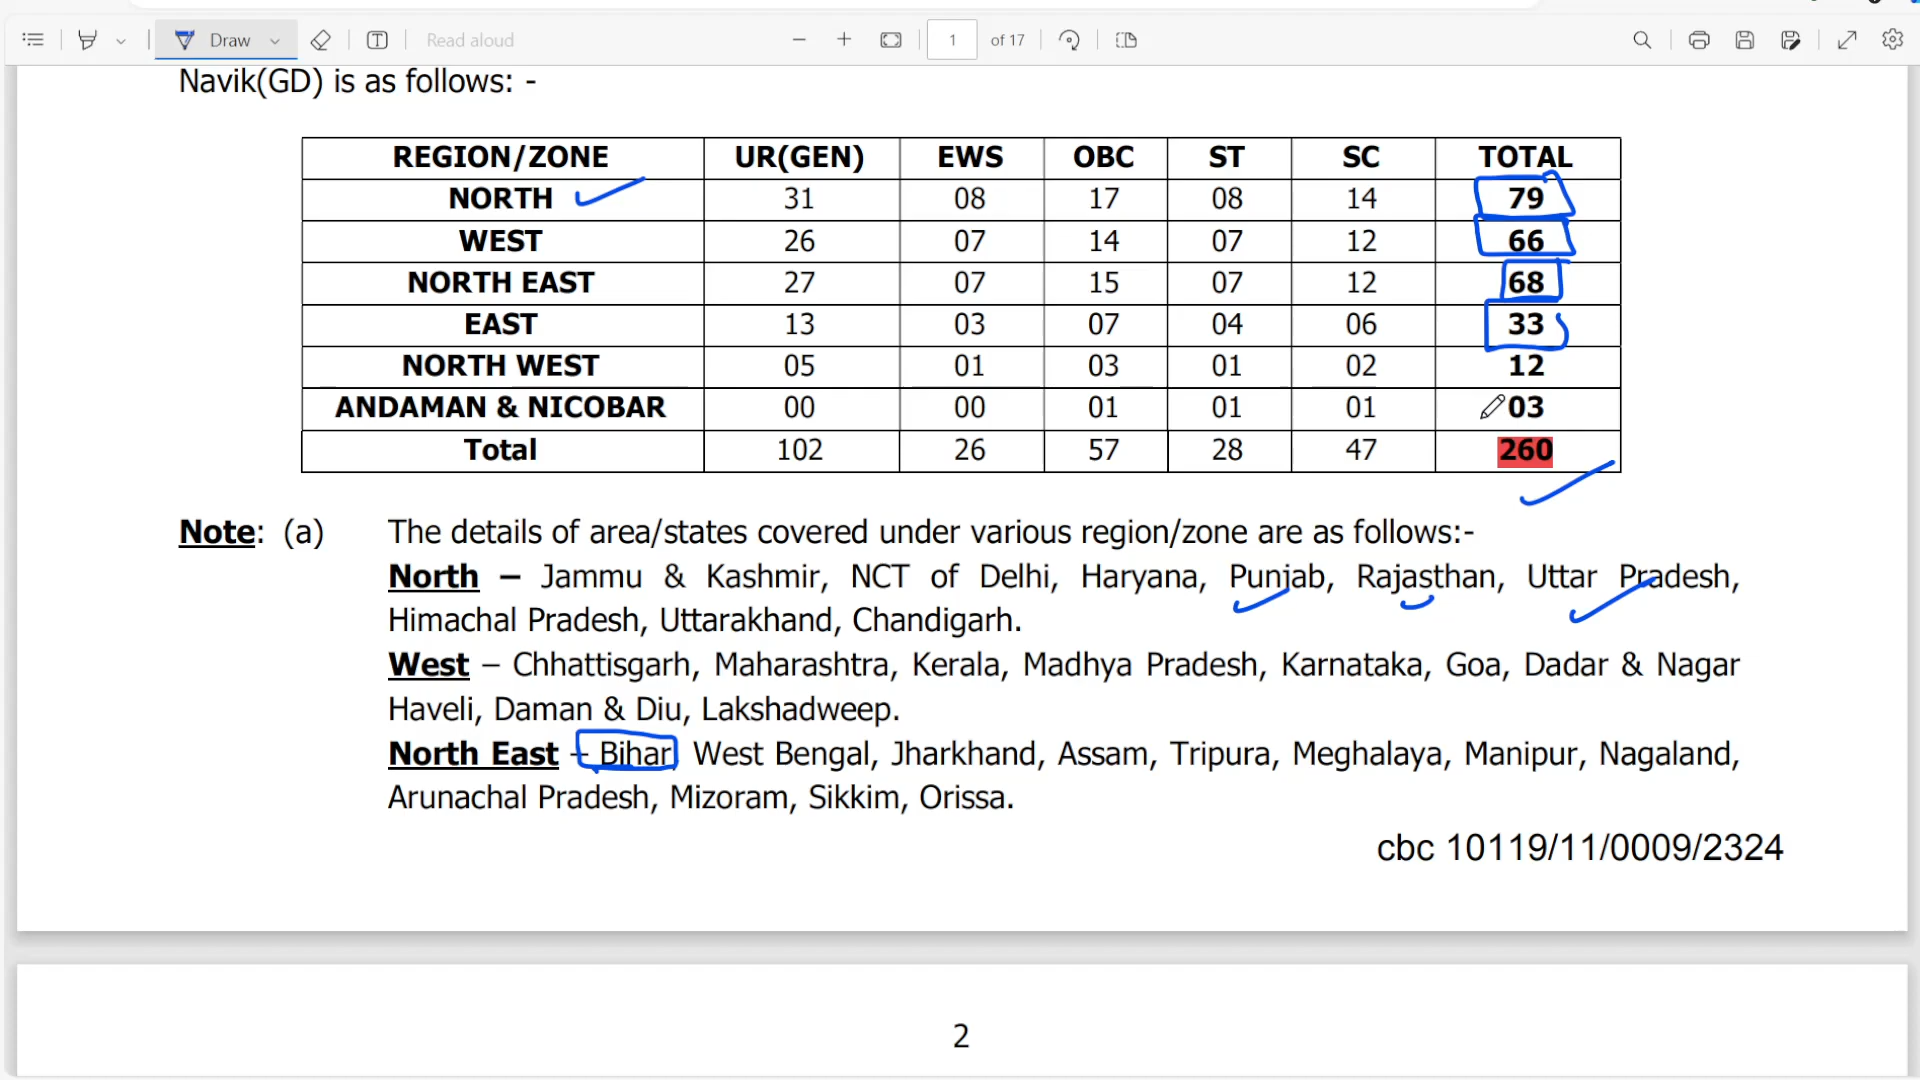 Draw
Read aloud
1 of 17
Navik(GD) is as follows: -
REGION/ZONE UR(GEN) EWS OBC ST SC TOTAL
NORTH 31 08 17 08 14 79
WEST 26 07 14 07 12 66
NORTH EAST 27 07 15 07 12 68
EAST 13 03 07 04 06 33
NORTH WEST 05 01 03 01 02 12
ANDAMAN & NICOBAR 00 00 01 01 01 03
Total 102 26 57 28 47 260
Note: (a) The details of area/states covered under various region/zone are as follows:-
North – Jammu & Kashmir, NCT of Delhi, Haryana, Punjab, Rajasthan, Uttar Pradesh,
Himachal Pradesh, Uttarakhand, Chandigarh.
West – Chhattisgarh, Maharashtra, Kerala, Madhya Pradesh, Karnataka, Goa, Dadar & Nagar
Haveli, Daman & Diu, Lakshadweep.
North East – Bihar, West Bengal, Jharkhand, Assam, Tripura, Meghalaya, Manipur, Nagaland,
Arunachal Pradesh, Mizoram, Sikkim, Orissa.
cbc 10119/11/0009/2324
2